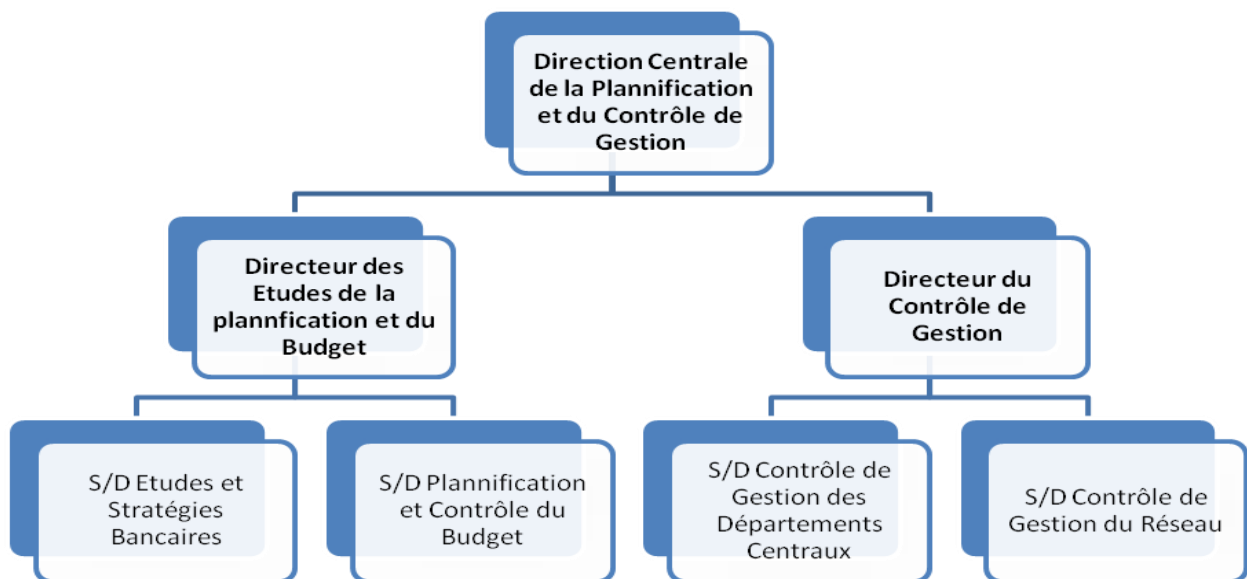 Direction Centrale
de la Plannification
et du Contrôle de
Gestion
Directeur des
Etudes de la
plannfication et du
Budget
Directeur du
Contrôle de
Gestion
S/D Etudes et
Stratégies
Bancaires
S/D Plannification
et Contrôle du
Budget
S/D Contrôle de
Gestion des
Départements
Centraux
S/D Contrôle de
Gestion du Réseau